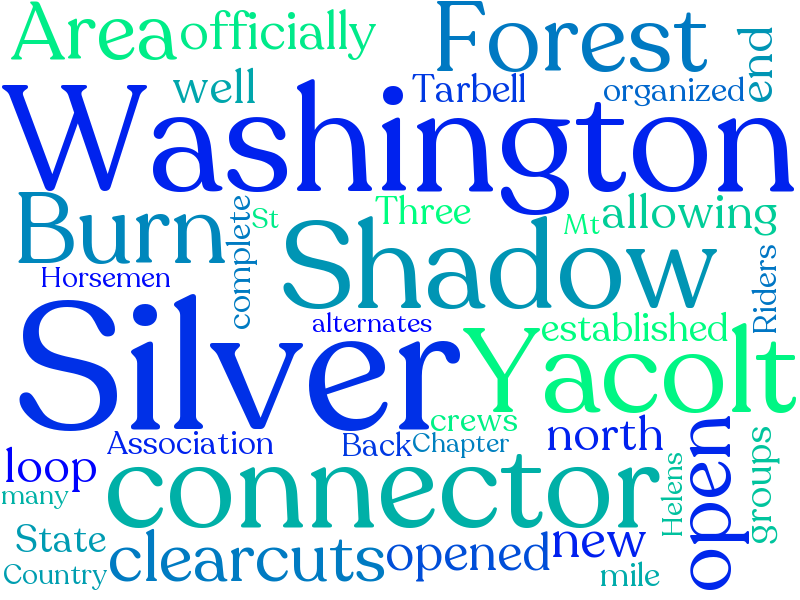 Area officially Forest end
well Tarbell organized
Washington
Burn complete St Three Mt allowing
Horsemen Shadow Riders
Silver alternates established
Yacolt
crews
Association Back Chapter north open
loop connector Helens groups
many
State clearcuts opened new
Country mile